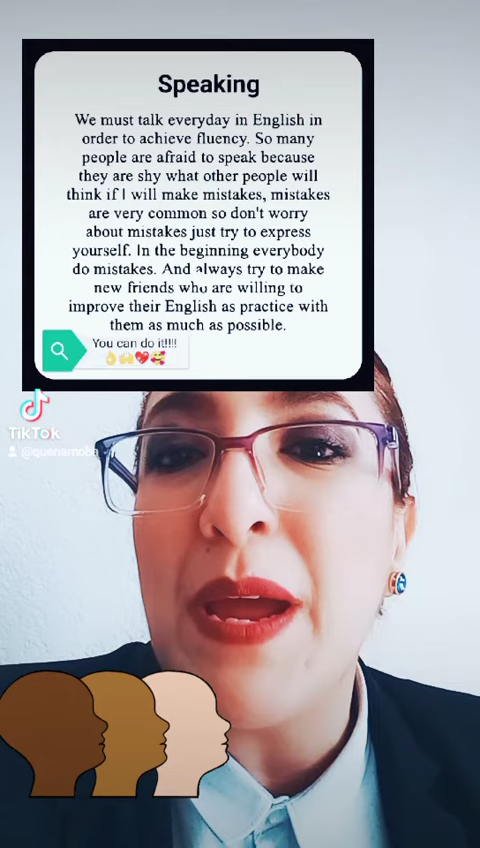 Speaking
We must talk everyday in English in
order to achieve fluency. So many
people are afraid to speak because
they are shy what other people will
think if I will make mistakes, mistakes
are very common so don't worry
about mistakes just try to express
yourself. In the beginning everybody
do mistakes. And always try to make
new friends who are willing to
improve their English as practice with
them as much as possible.
You can do it!!!!
👌🙌💖🥰
TikTok
@quenamoba